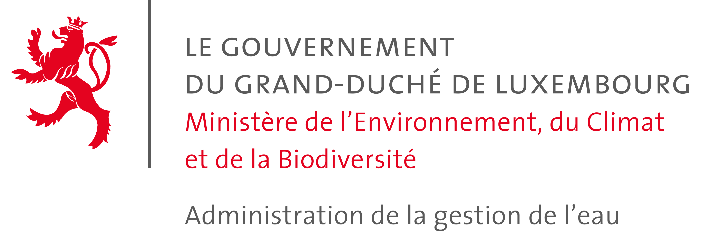 LE GOUVERNEMENT
DU GRAND-DUCHÉ DE LUXEMBOURG
Ministère de l’Environnement, du Climat
et de la Biodiversité
Administration de la gestion de l’eau